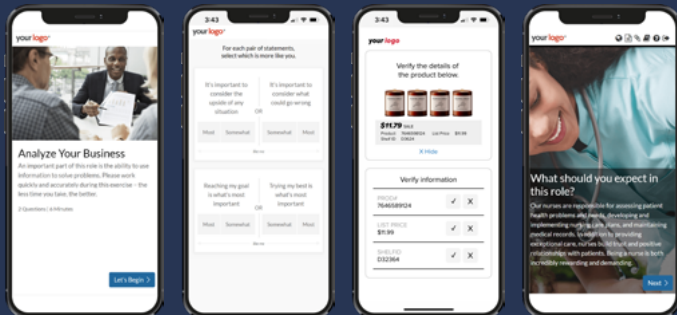 your logo
Analyze Your Business
An important part of this role is the ability to use
information to solve problems. Please work
quickly and accurately during this exercise - the
less you take, the better.
2 Questions | 6 Minutes
Let's Begin >
3:43
your logo
For each pair of statements,
select which is more like you.
It's important to
consider the
upside of any
situation
OR
It's important to
consider what
could go wrong
Most Somewhat Somewhat Most
Reaching my goal
is what's most
important
OR
Trying my best is
what's most
important
Most Somewhat Somewhat Most
3:43
your logo
Verify the details of
the product below.
$11.79 SALE
Product 7646589124 List Price $11.99
Shelf ID D32364
X Hide
Verify information
PROD#
7646589124
✓ X
LIST PRICE
$11.99
✓ X
SHELFID
D32364
✓ X
your logo
What should you expect in
this role?
Our nurses are responsible for assessing patient
health problems and needs, developing and
implementing nursing care plans, and maintaining
medical records. In addition to providing
exceptional care, nurses build trust and positive
relationships with patients. Being a nurse is both
incredibly rewarding and demanding.
Next >